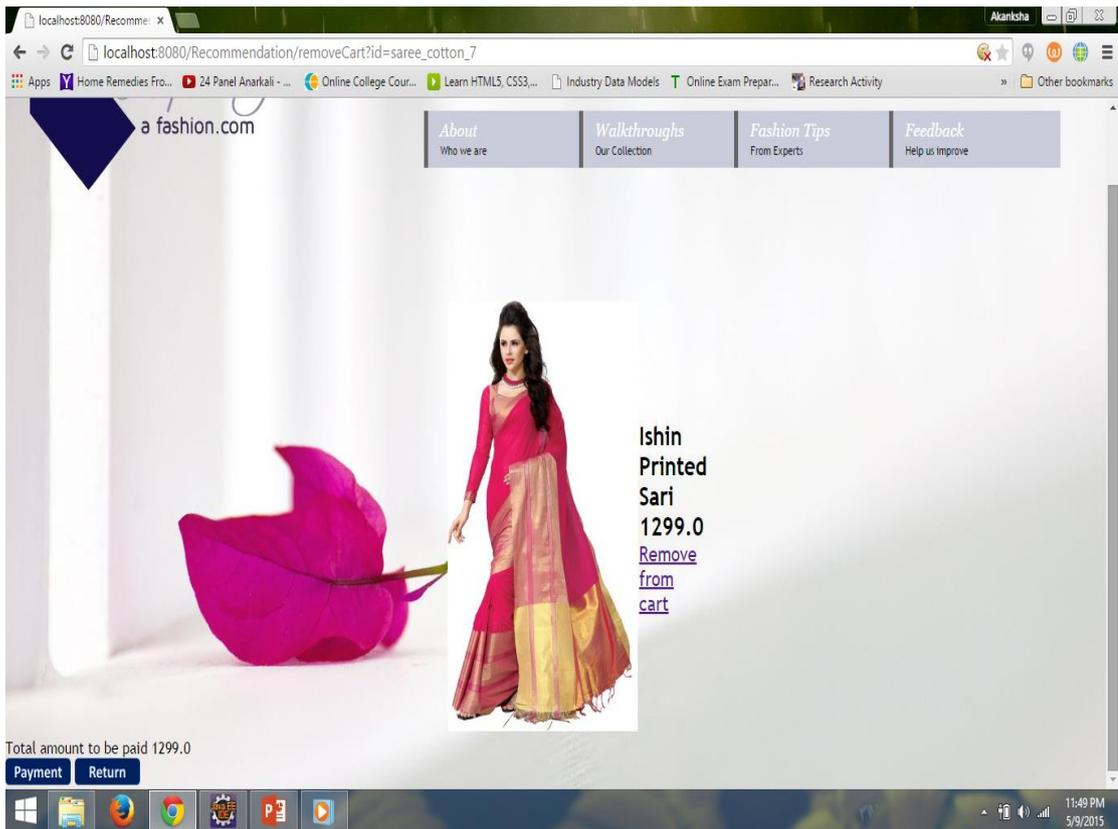 localhost:8080/Recomme
Akanksha
localhost:8080/Recommendation/removeCart?id=saree_cotton_7
Apps
Home Remedies Fro...
24 Panel Anarkali - ...
Online College Cour...
Learn HTML5, CSS3,...
Industry Data Models
Online Exam Prepar...
Research Activity
»
Other bookmarks
a fashion.com
About
Who we are
Walkthroughs
Our Collection
Fashion Tips
From Experts
Feedback
Help us improve
Ishin
Printed
Sari
1299.0
Remove
from
cart
Total amount to be paid 1299.0
Payment
Return
11:49 PM
5/9/2015